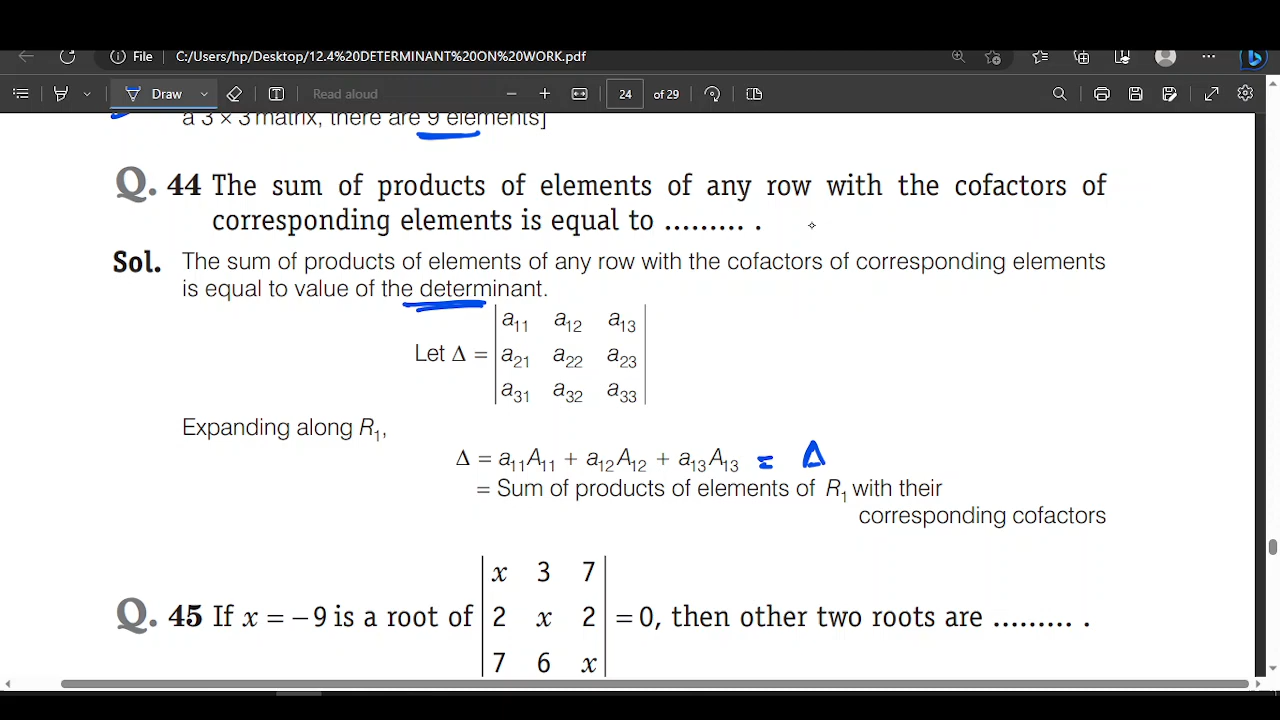 File | C:/Users/hp/Desktop/12.4%20DETERMINANT%20ON%20WORK.pdf
Draw Read aloud 24 of 29
a 3 × 3 matrix, there are 9 elements]
Q. 44 The sum of products of elements of any row with the cofactors of
corresponding elements is equal to ......... .
Sol. The sum of products of elements of any row with the cofactors of corresponding elements
is equal to value of the determinant.
a11 a12 a13
Let Δ = a21 a22 a23
a31 a32 a33
Expanding along R1,
Δ = a11A11 + a12A12 + a13A13 = Δ
= Sum of products of elements of R1 with their
corresponding cofactors
x 3 7
Q. 45 If x = – 9 is a root of 2 x 2 = 0, then other two roots are ......... .
7 6 x